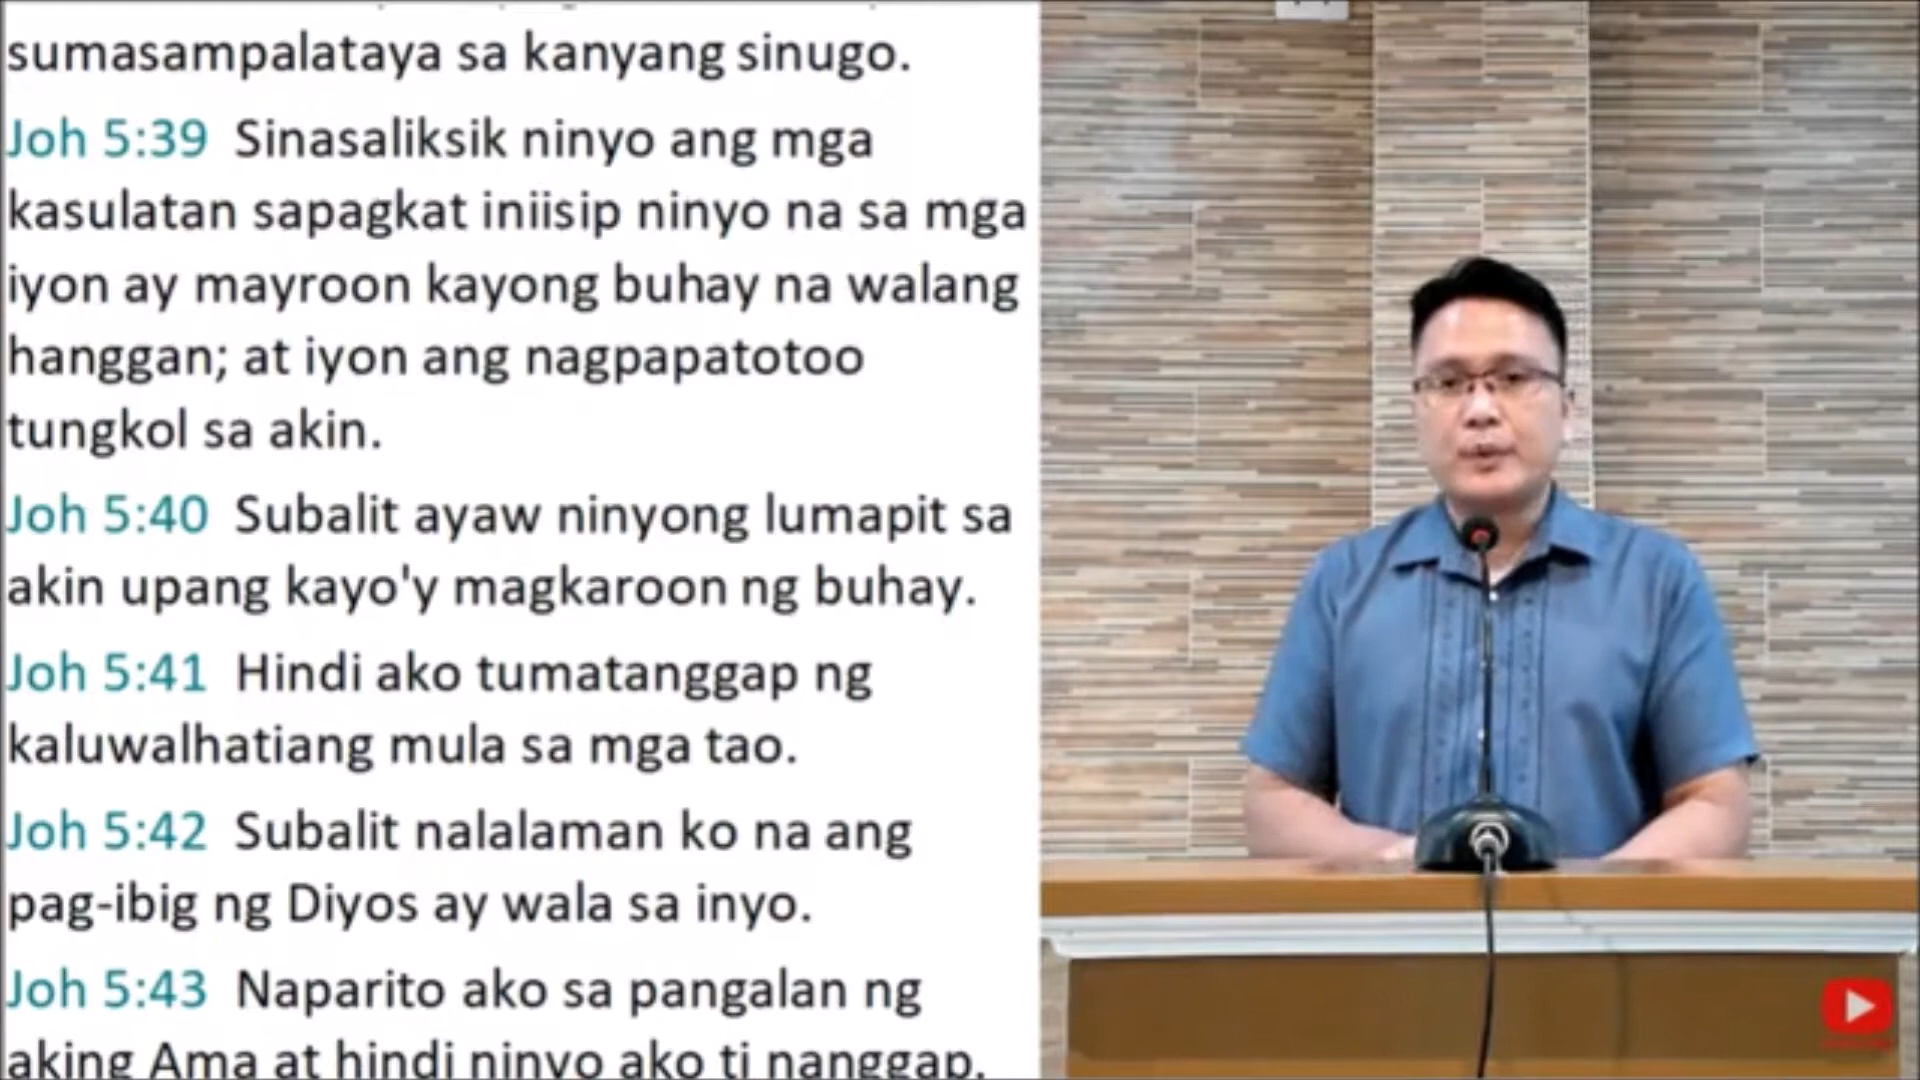 sumasampalataya sa kanyang sinugo.
Joh 5:39 Sinasaliksik ninyo ang mga
kasulatan sapagkat iniisip ninyo na sa mga
iyon ay mayroon kayong buhay na walang
hanggan; at iyon ang nagpapatotoo
tungkol sa akin.
Joh 5:40 Subalit ayaw ninyong lumapit sa
akin upang kayo'y magkaroon ng buhay.
Joh 5:41 Hindi ako tumatanggap ng
kaluwalhatiang mula sa mga tao.
Joh 5:42 Subalit nalalaman ko na ang
pag-ibig ng Diyos ay wala sa inyo.
Joh 5:43 Naparito ako sa pangalan ng
aking Ama at hindi ninyo ako ti nanggap.